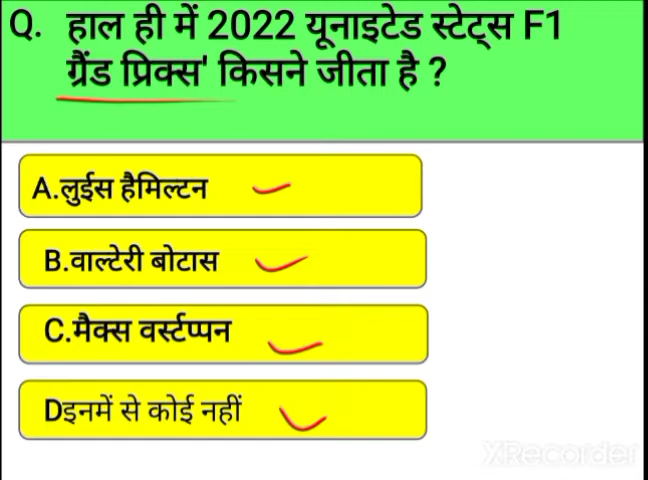 Q. हाल ही में 2022 यूनाइटेड स्टेट्स F1
ग्रैंड प्रिक्स' किसने जीता है ?
A.लुईस हैमिल्टन
B.वाल्टेरी बोटास
C.मैक्स वर्स्टप्पन
Dइनमें से कोई नहीं
XRecorder